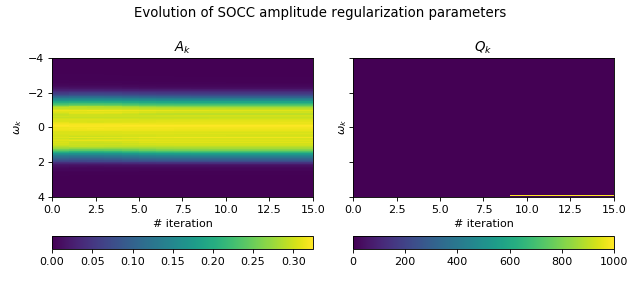 Evolution of SOCC amplitude regularization parameters
A_k
Q_k
−4
−2
0
2
4
ω_k
ω_k
0.0 2.5 5.0 7.5 10.0 12.5 15.0
0.0 2.5 5.0 7.5 10.0 12.5 15.0
# iteration
# iteration
0.00 0.05 0.10 0.15 0.20 0.25 0.30
0 200 400 600 800 1000